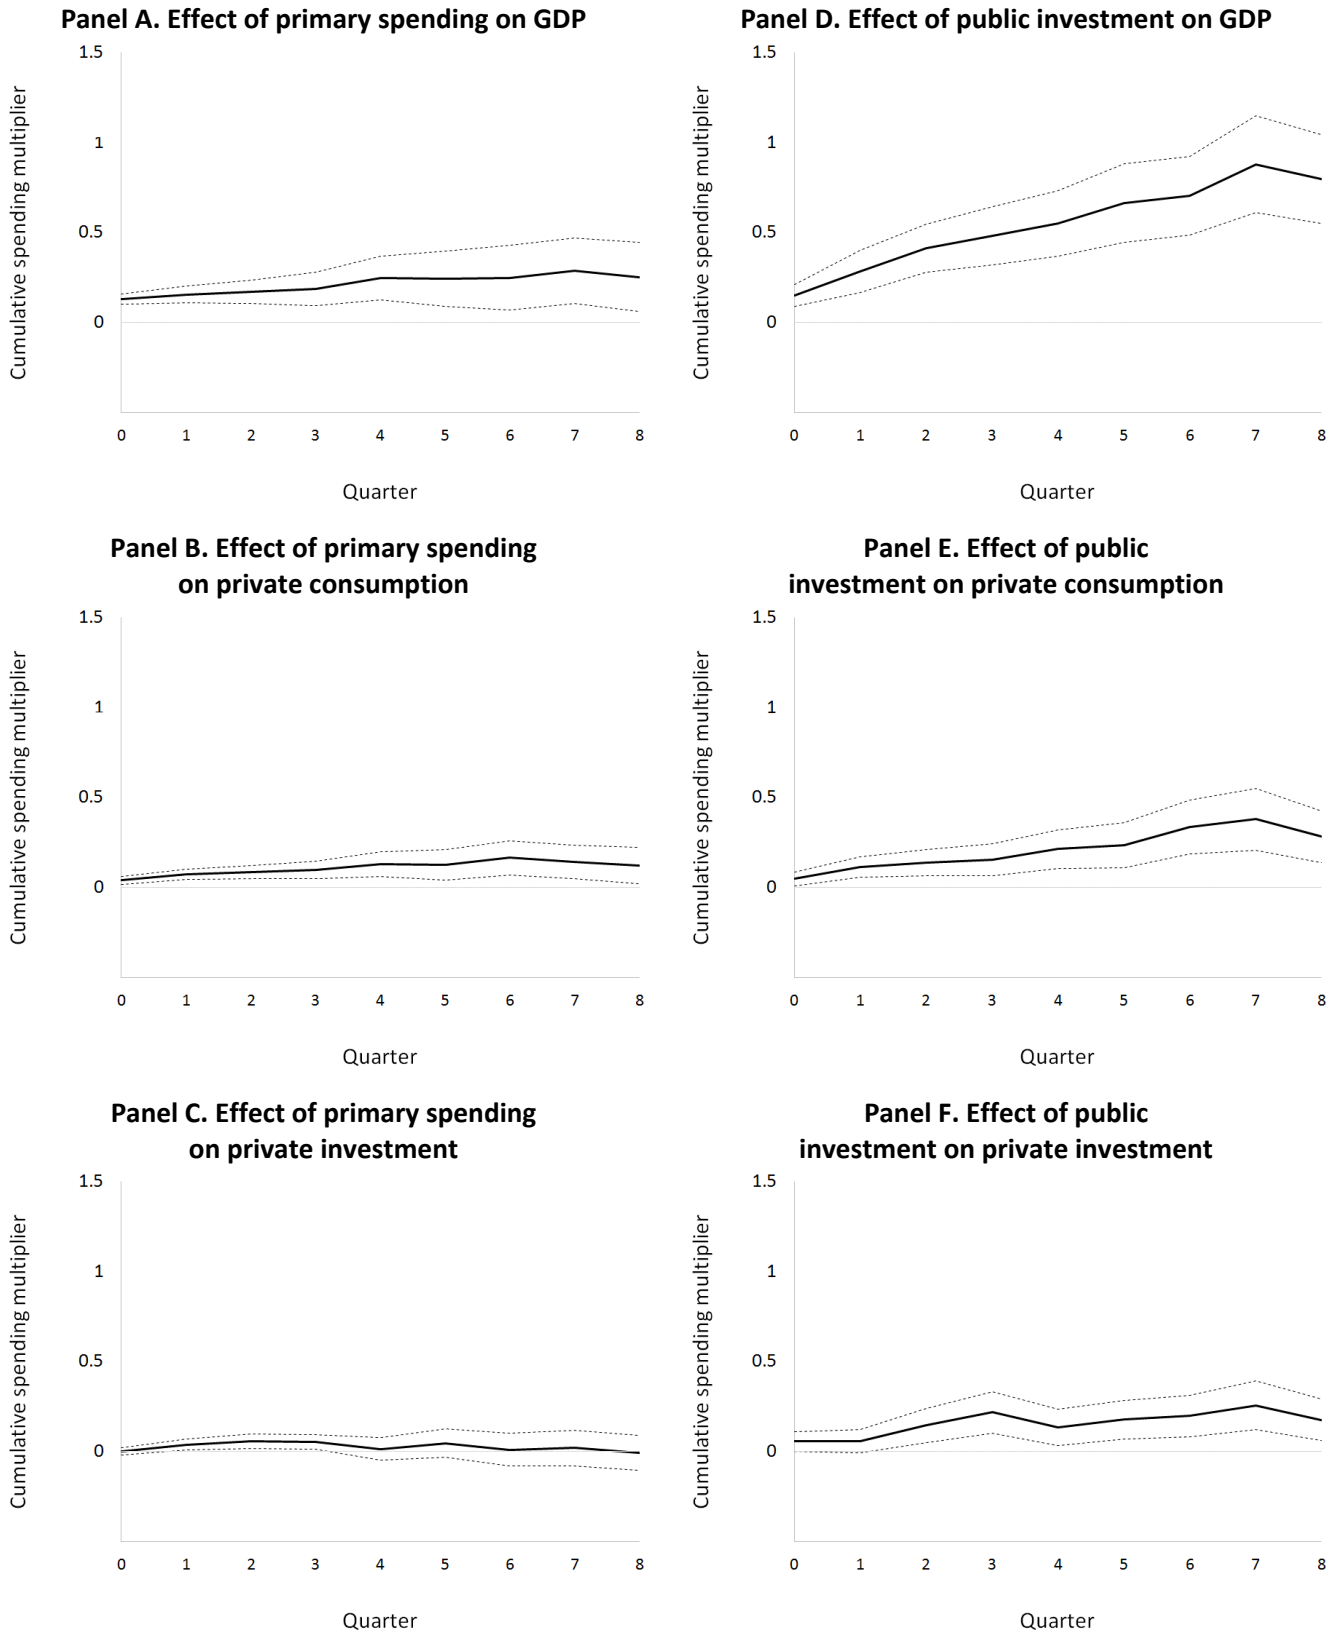 Panel A. Effect of primary spending on GDP
Cumulative spending multiplier
1.5
1
0.5
0
0 1 2 3 4 5 6 7 8
Quarter
Panel D. Effect of public investment on GDP
Cumulative spending multiplier
1.5
1
0.5
0
0 1 2 3 4 5 6 7 8
Quarter
Panel B. Effect of primary spending
on private consumption
Cumulative spending multiplier
1.5
1
0.5
0
0 1 2 3 4 5 6 7 8
Quarter
Panel E. Effect of public
investment on private consumption
Cumulative spending multiplier
1.5
1
0.5
0
0 1 2 3 4 5 6 7 8
Quarter
Panel C. Effect of primary spending
on private investment
Cumulative spending multiplier
1.5
1
0.5
0
0 1 2 3 4 5 6 7 8
Quarter
Panel F. Effect of public
investment on private investment
Cumulative spending multiplier
1.5
1
0.5
0
0 1 2 3 4 5 6 7 8
Quarter